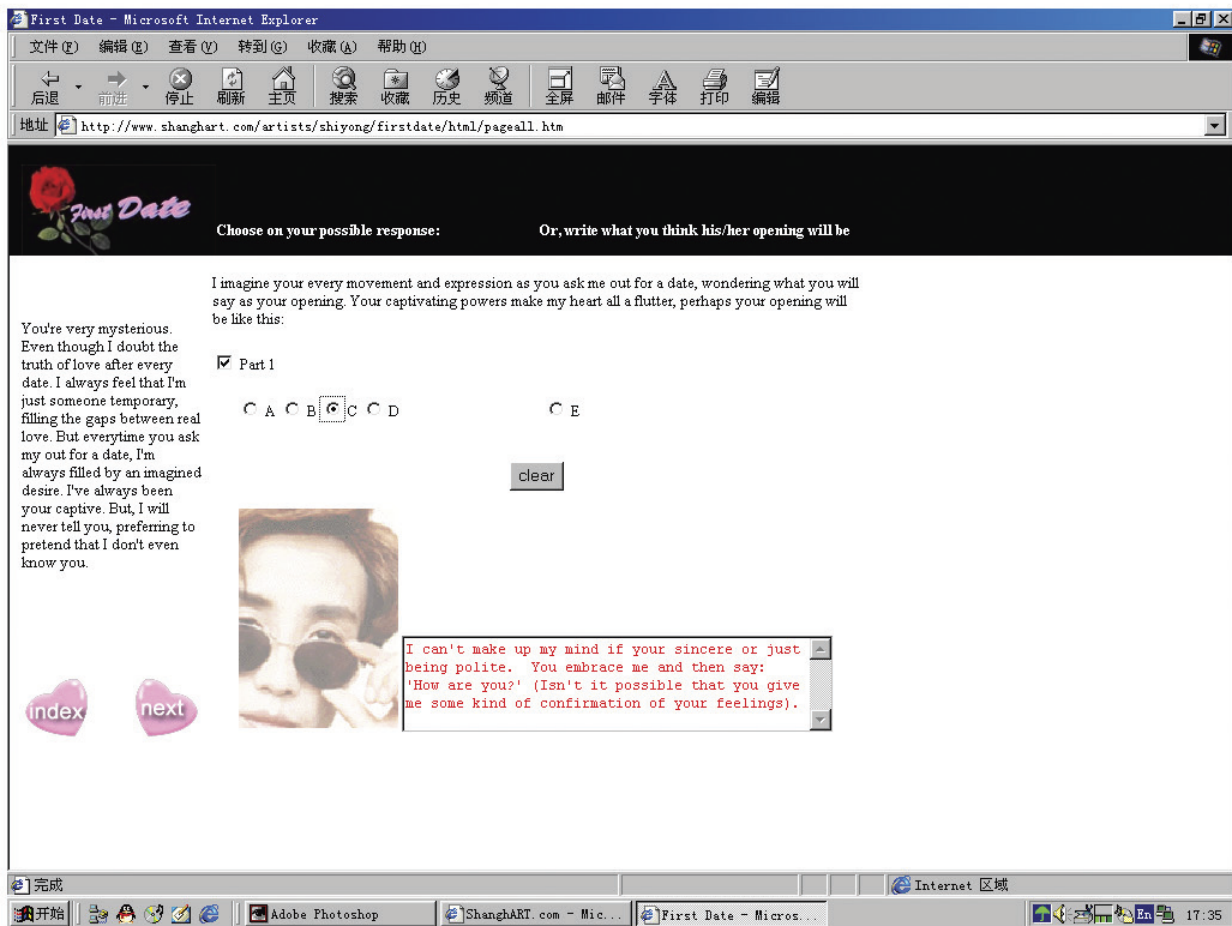 First Date - Microsoft Internet Explorer
文件(F) 编辑(E) 查看(V) 转到(G) 收藏(A) 帮助(H)
后退 前进 停止 刷新 主页 搜索 收藏 历史 频道 全屏 邮件 字体 打印 编辑
地址 http://www.shanghart.com/artists/shiyong/firstdate/html/pageall.htm
First Date
Choose on your possible response: Or, write what you think his/her opening will be
I imagine your every movement and expression as you ask me out for a date, wondering what you will
say as your opening. Your captivating powers make my heart all a flutter, perhaps your opening will
be like this:
You're very mysterious.
Even though I doubt the
truth of love after every
date. I always feel that I'm
just someone temporary,
filling the gaps between real
love. But everytime you ask
my out for a date, I'm
always filled by an imagined
desire. I've always been
your captive. But, I will
never tell you, preferring to
pretend that I don't even
know you.
Part 1
A B C D E
clear
I can't make up my mind if your sincere or just
being polite. You embrace me and then say:
'How are you?' (Isn't it possible that you give
me some kind of confirmation of your feelings).
index next
完成 Internet 区域
开始 Adobe Photoshop ShanghART.com - Mic... First Date - Micros... En 17:35